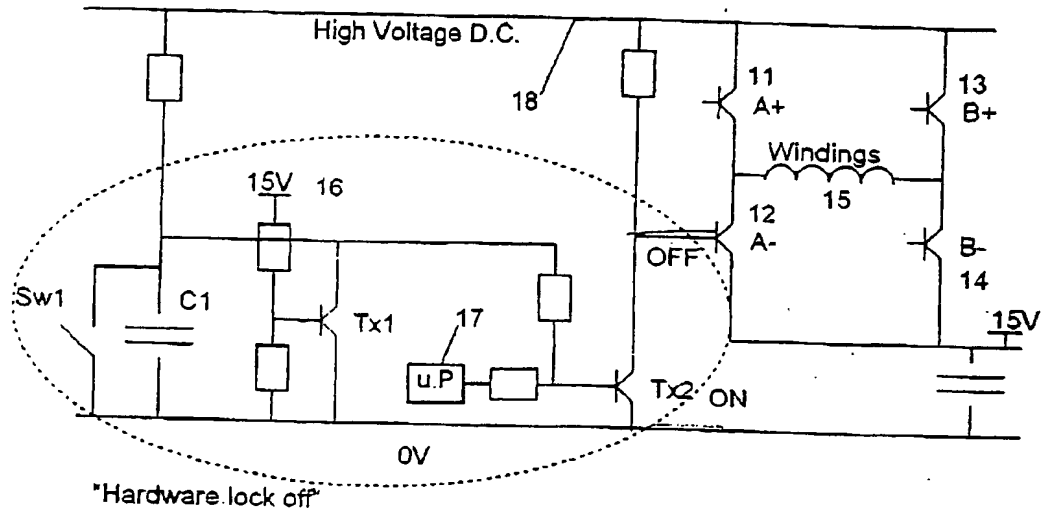 High Voltage D.C.
18
11
A+
13
B+
Windings
15
15V
16
12
A-
OFF
B-
14
Sw1
C1
Tx1
17
u.P
15V
Tx2
ON
0V
"Hardware.lock off"